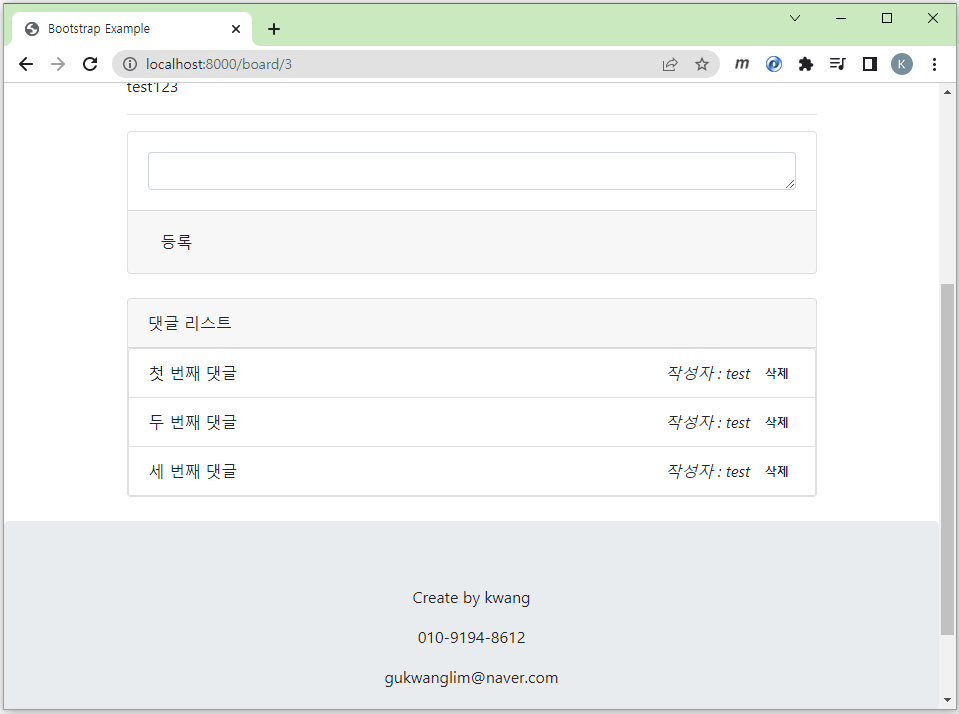 Bootstrap Example
localhost:8000/board/3
m
K
test123
등록
댓글 리스트
첫 번째 댓글 작성자 : test 삭제
두 번째 댓글 작성자 : test 삭제
세 번째 댓글 작성자 : test 삭제
Create by kwang
010-9194-8612
gukwanglim@naver.com